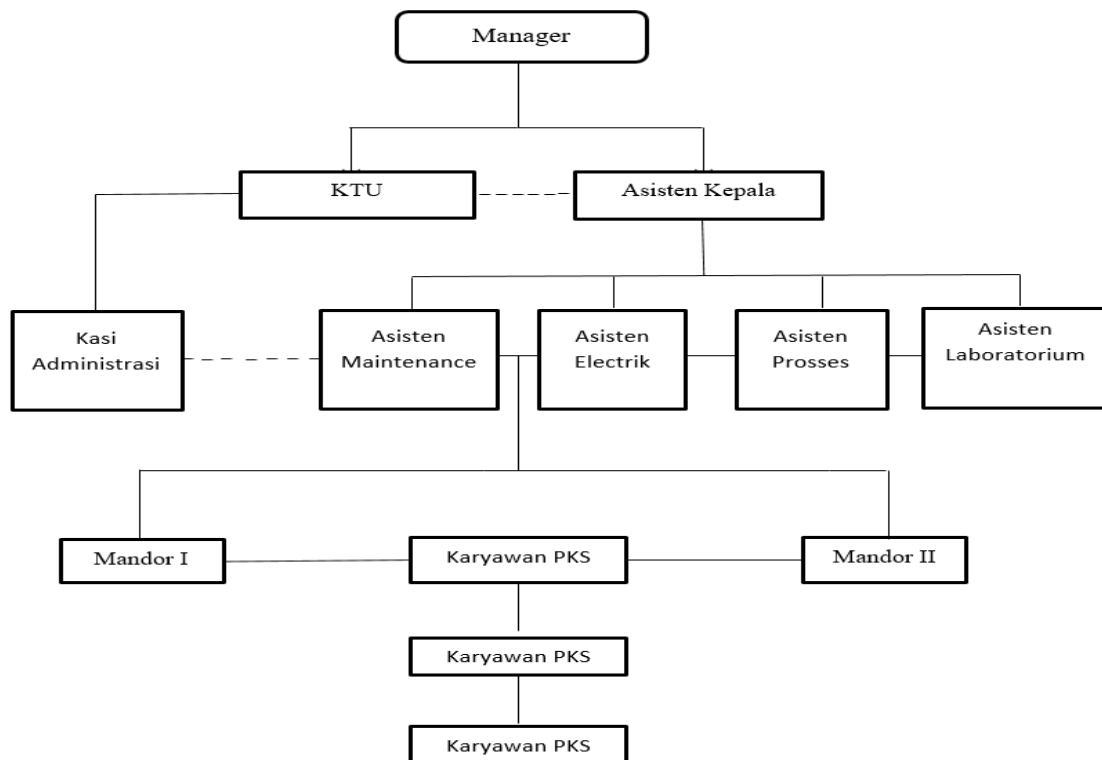 Manager
KTU
Asisten Kepala
Kasi
Administrasi
Asisten
Maintenance
Asisten
Electrik
Asisten
Prosses
Asisten
Laboratorium
Mandor I
Karyawan PKS
Mandor II
Karyawan PKS
Karyawan PKS